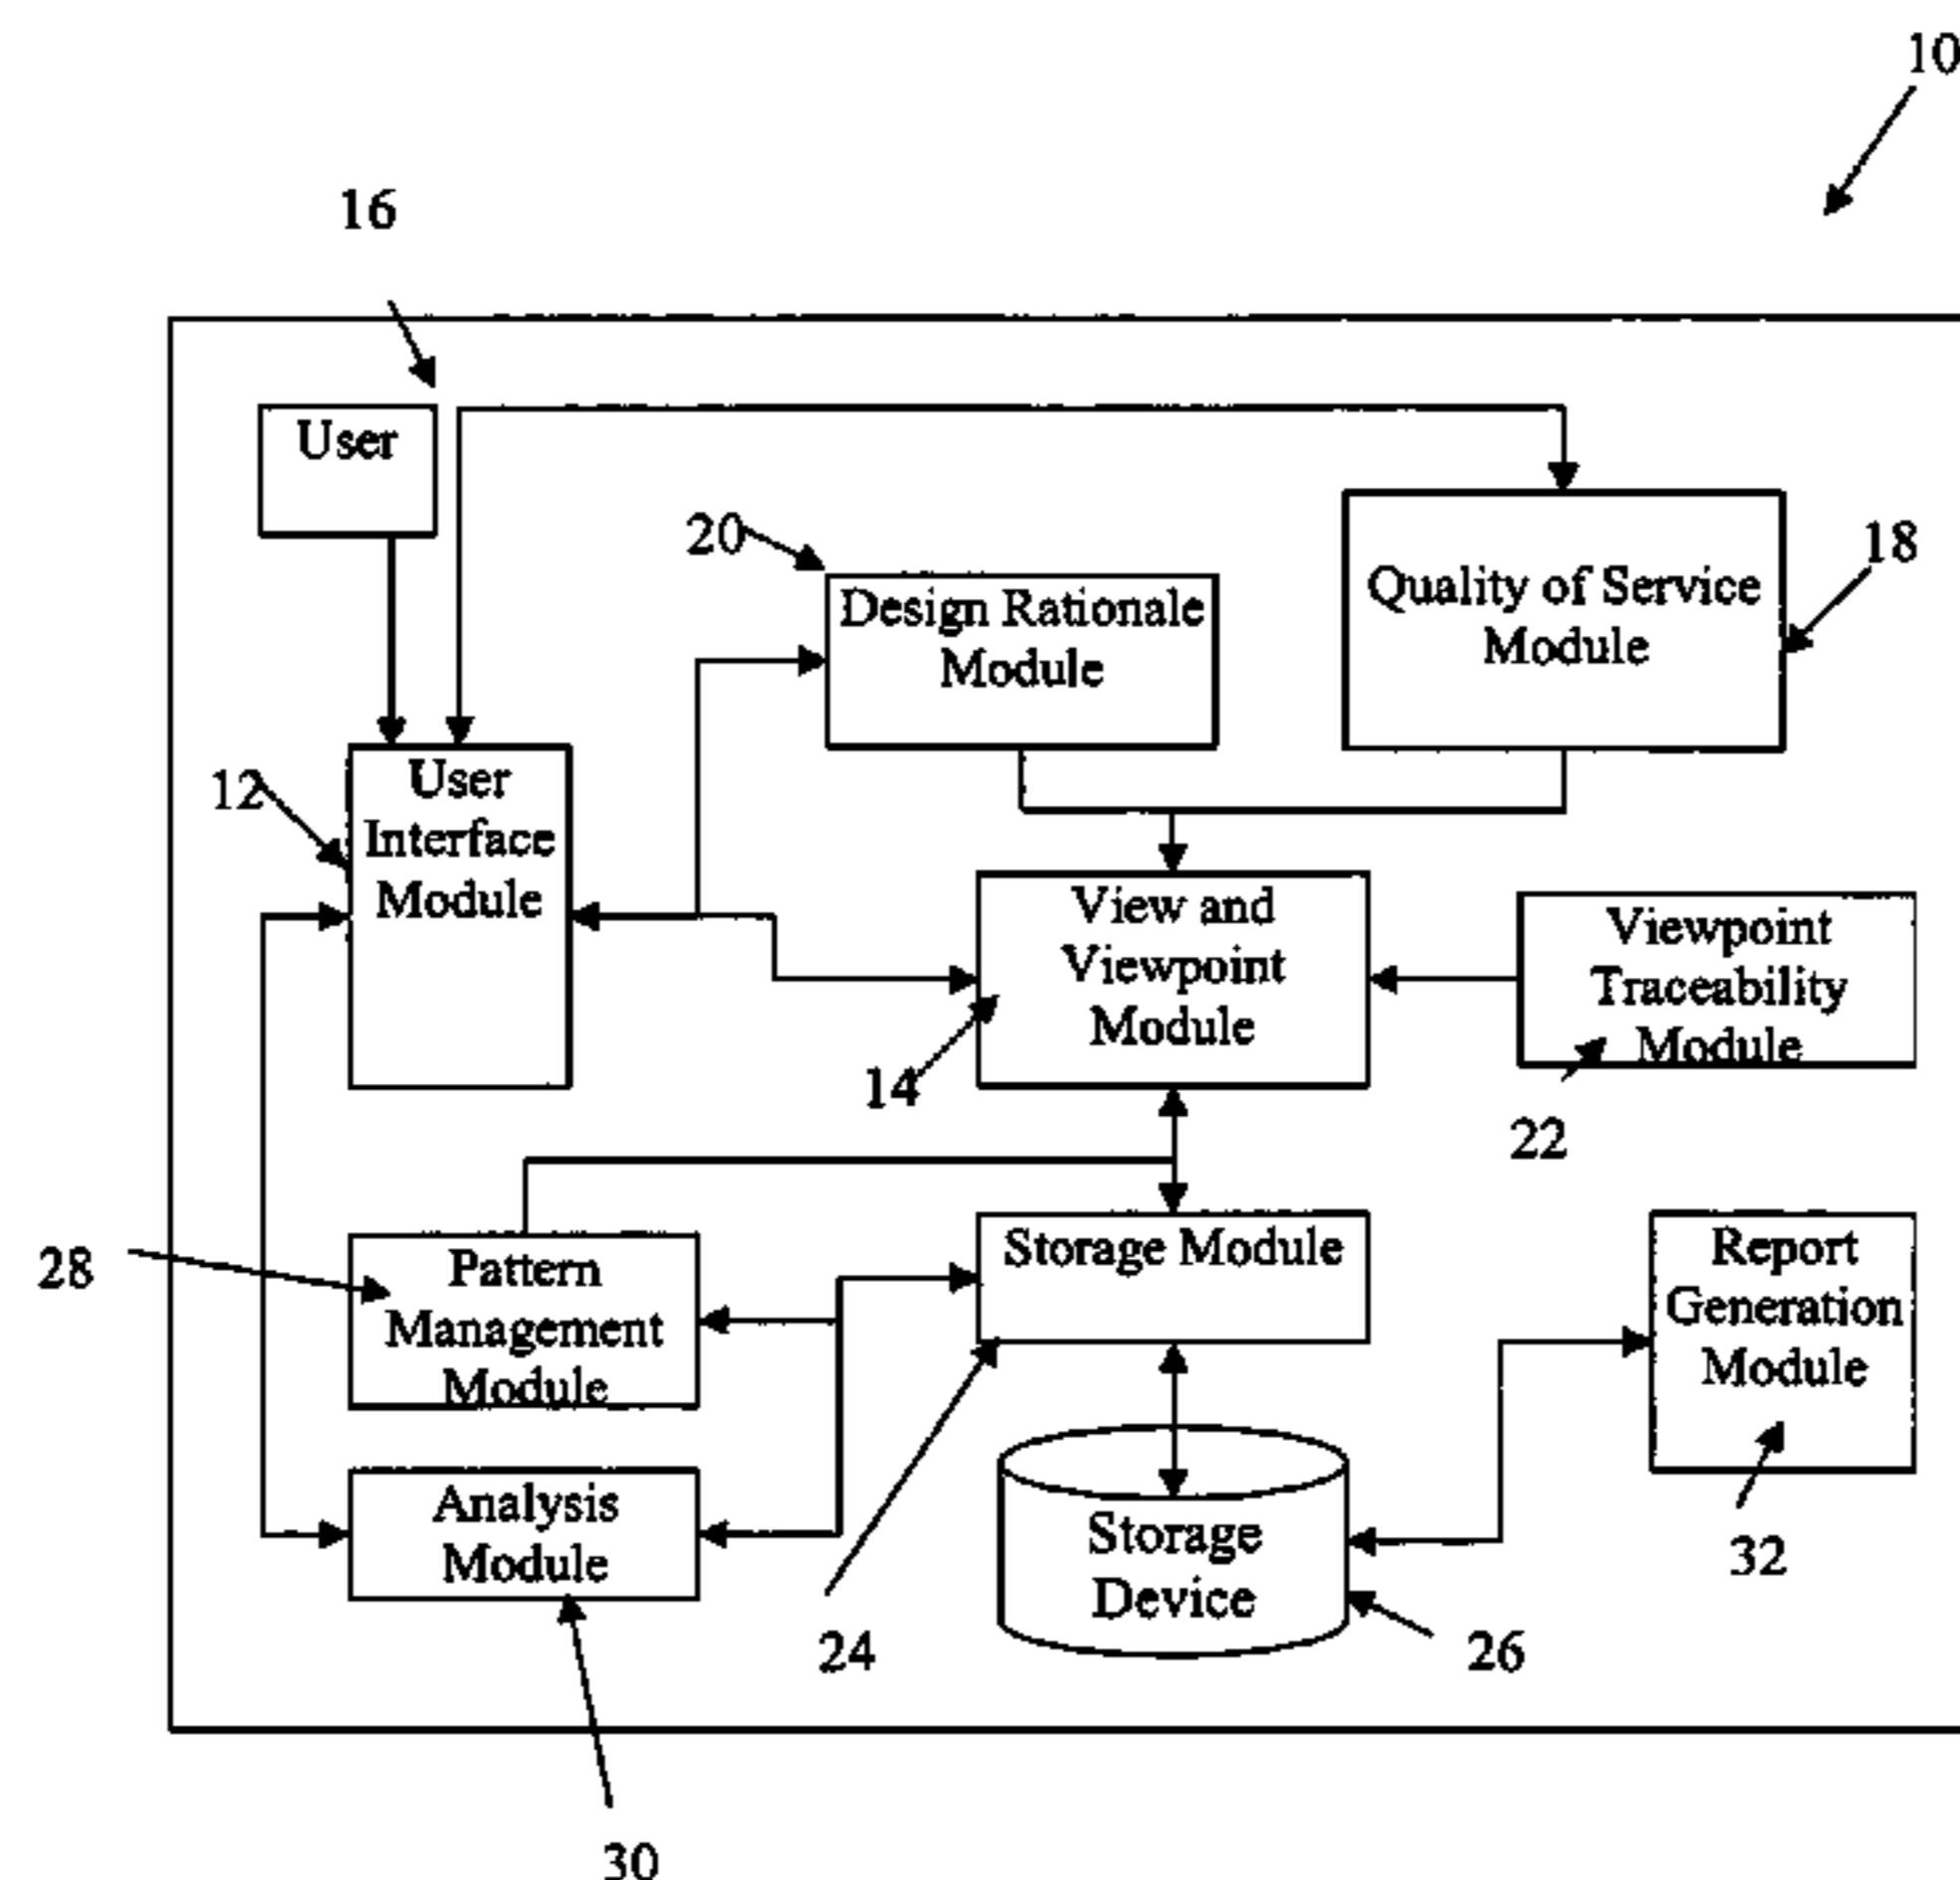 10
16
User
20
Design Rationale
Module
Quality of Service
Module
18
12
User
Interface
Module
View and
Viewpoint
Module
14
Viewpoint
Traceability
Module
22
28
Pattern
Management
Module
Storage Module
Report
Generation
Module
Analysis
Module
Storage
Device
32
24
26
30